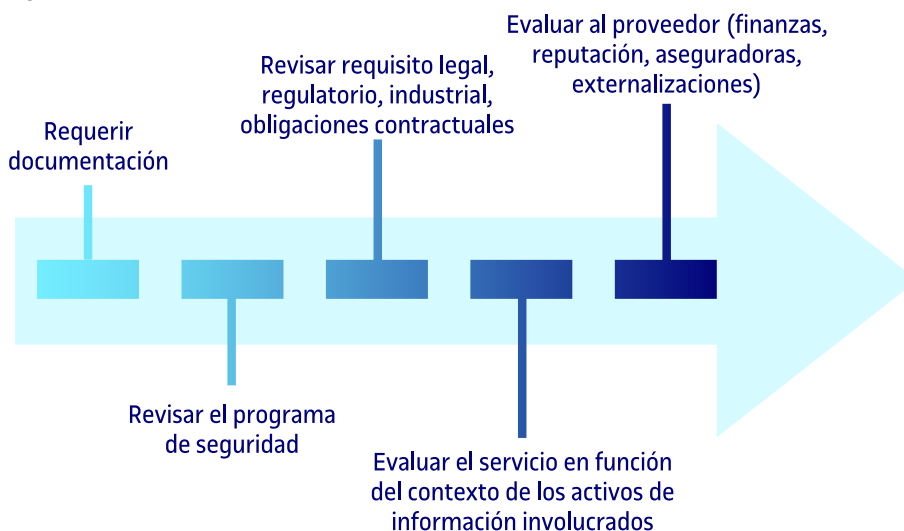 Requerir
documentación
Revisar el programa
de seguridad
Revisar requisito legal,
regulatorio, industrial,
obligaciones contractuales
Evaluar el servicio en función
del contexto de los activos de
información involucrados
Evaluar al proveedor (finanzas,
reputación, aseguradoras,
externalizaciones)